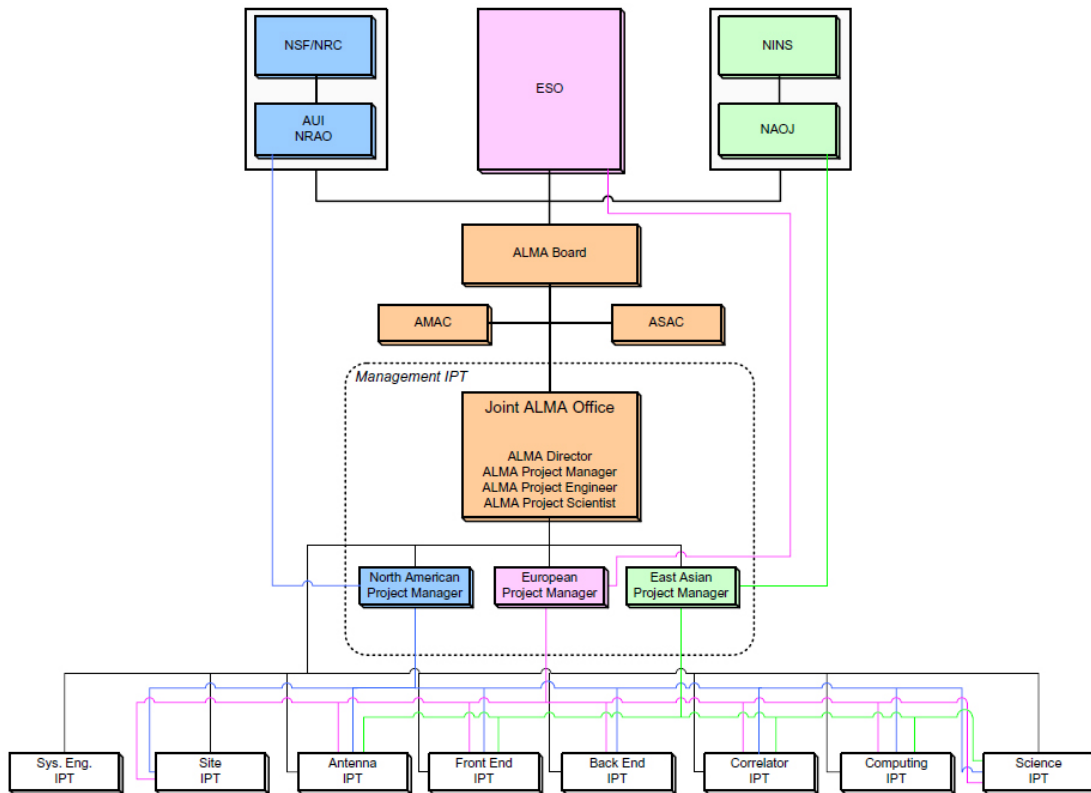 NSF/NRC
AUI
NRAO
ESO
NINS
NAOJ
ALMA Board
AMAC
ASAC
Management IPT
Joint ALMA Office
ALMA Director
ALMA Project Manager
ALMA Project Engineer
ALMA Project Scientist
North American
Project Manager
European
Project Manager
East Asian
Project Manager
Sys. Eng.
IPT
Site
IPT
Antenna
IPT
Front End
IPT
Back End
IPT
Correlator
IPT
Computing
IPT
Science
IPT